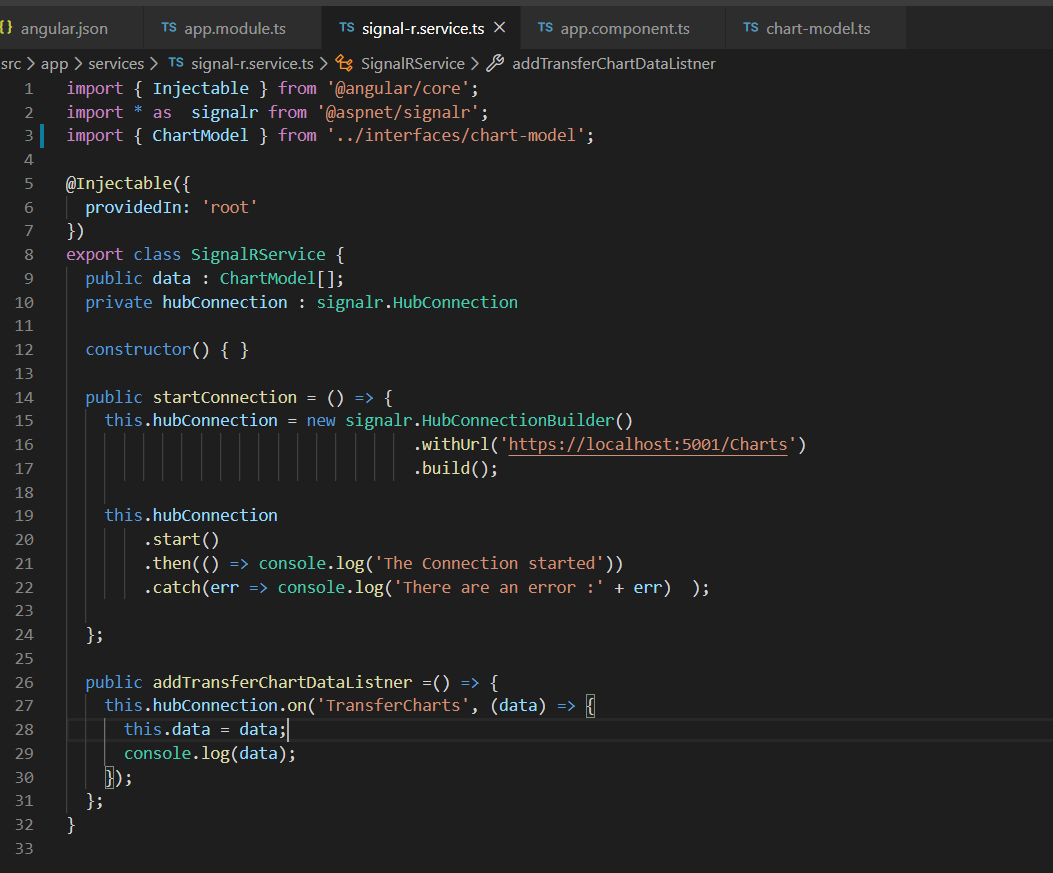 {} angular.json TS app.module.ts TS signal-r.service.ts × TS app.component.ts TS chart-model.ts
src > app > services > TS signal-r.service.ts > SignalRService > addTransferChartDataListner
1 import { Injectable } from '@angular/core';
2 import * as  signalr from '@aspnet/signalr';
3 import { ChartModel } from '../interfaces/chart-model';
4
5 @Injectable({
6   providedIn: 'root'
7 })
8 export class SignalRService {
9   public data : ChartModel[];
10   private hubConnection : signalr.HubConnection
11
12   constructor() { }
13
14   public startConnection = () => {
15     this.hubConnection = new signalr.HubConnectionBuilder()
16                                     .withUrl('https://localhost:5001/Charts')
17                                     .build();
18
19     this.hubConnection
20         .start()
21         .then(() => console.log('The Connection started'))
22         .catch(err => console.log('There are an error :' + err)  );
23
24   };
25
26   public addTransferChartDataListner =() => {
27     this.hubConnection.on('TransferCharts', (data) => {
28       this.data = data;
29       console.log(data);
30     });
31   };
32 }
33